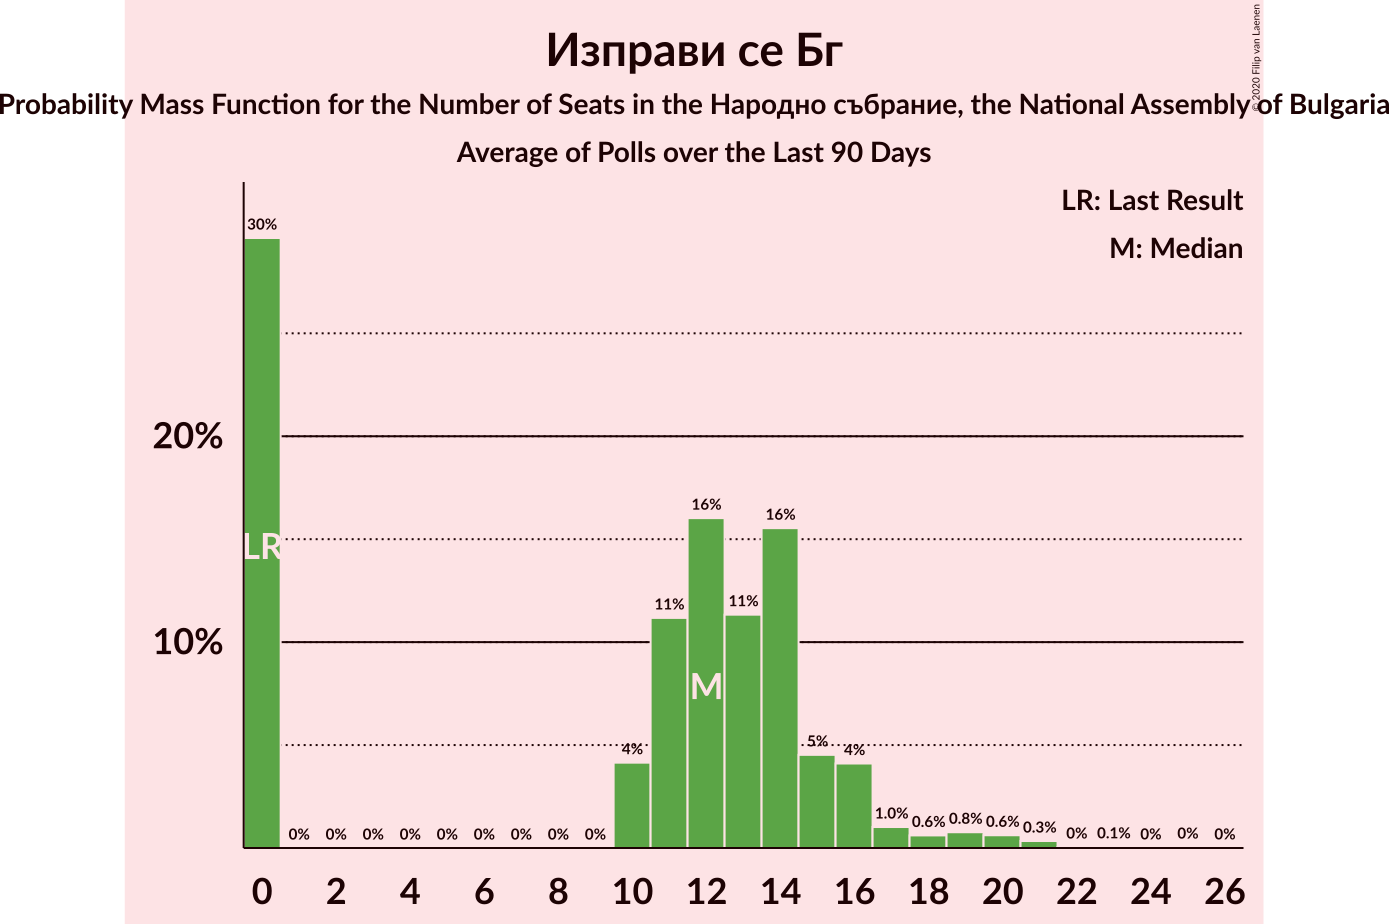 Изправи се Бг
© 2020 Filip van Laenen
Probability Mass Function for the Number of Seats in the Народно събрание, the National Assembly of Bulgaria
Average of Polls over the Last 90 Days
LR: Last Result
M: Median
30%
20%
16%
16%
LR
11%
11%
10%
M
4%
5%
4%
0% 0% 0% 0% 0% 0% 0% 0% 0% 1.0% 0.6% 0.8% 0.6% 0.3% 0% 0.1% 0% 0% 0%
0 2 4 6 8 10 12 14 16 18 20 22 24 26